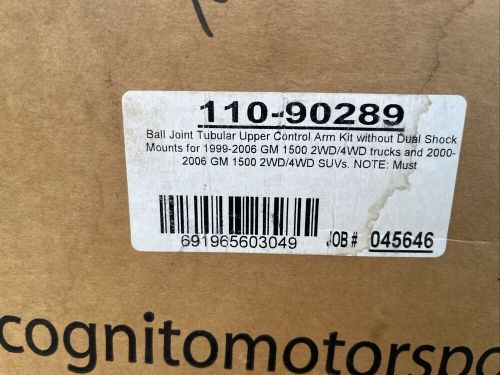 110-90289
Ball Joint Tubular Upper Control Arm Kit without Dual Shock
Mounts for 1999-2006 GM 1500 2WD/4WD trucks and 2000-
2006 GM 1500 2WD/4WD SUVs. NOTE: Must
691965603049
JOB # 045646
cognitomotorspo